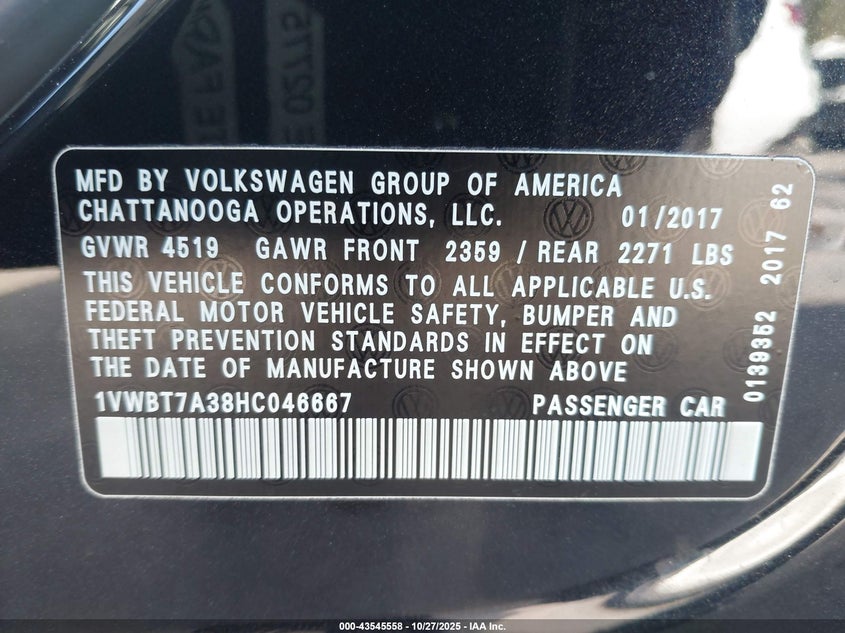 MFD BY VOLKSWAGEN GROUP OF AMERICA
CHATTANOOGA OPERATIONS, LLC. 01/2017
GVWR 4519 GAWR FRONT 2359 / REAR 2271 LBS
THIS VEHICLE CONFORMS TO ALL APPLICABLE U.S.
FEDERAL MOTOR VEHICLE SAFETY, BUMPER AND
THEFT PREVENTION STANDARDS IN EFFECT ON
THE DATE OF MANUFACTURE SHOWN ABOVE
1VWBT7A38HC046667 PASSENGER CAR
0139352 2017 62
000-43545558 | 10/27/2025 | IAA Inc.